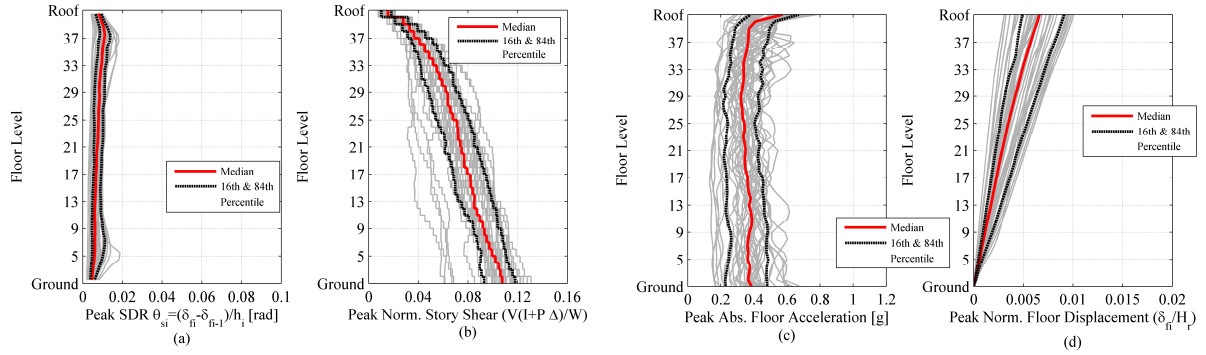 Floor Level
Roof
37
33
29
25
21
17
13
9
5
Ground
0
0.02
0.04
0.06
0.08
0.1
Median
16th & 84th
Percentile
Peak SDR θsi=(δfi-δfi-1)/hi [rad]
(a)
Floor Level
Roof
37
33
29
25
21
17
13
9
5
Ground
0
0.04
0.08
0.12
0.16
Median
16th & 84th
Percentile
Peak Norm. Story Shear (V(I+P Δ)/W)
(b)
Floor Level
Roof
37
33
29
25
21
17
13
9
5
Ground
0
0.2
0.4
0.6
0.8
1
1.2
Median
16th & 84th
Percentile
Peak Abs. Floor Acceleration [g]
(c)
Floor Level
Roof
37
33
29
25
21
17
13
9
5
Ground
0
0.005
0.01
0.015
0.02
Median
16th & 84th
Percentile
Peak Norm. Floor Displacement (δfi/Hr)
(d)